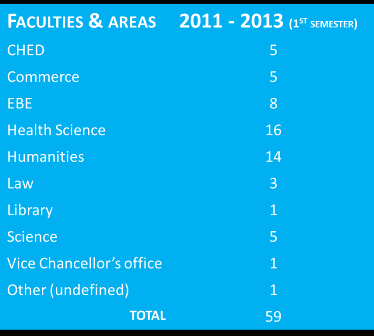 FACULTIES & AREAS 2011 - 2013 (1ST SEMESTER)
CHED 5
Commerce 5
EBE 8
Health Science 16
Humanities 14
Law 3
Library 1
Science 5
Vice Chancellor's office 1
Other (undefined) 1
TOTAL 59